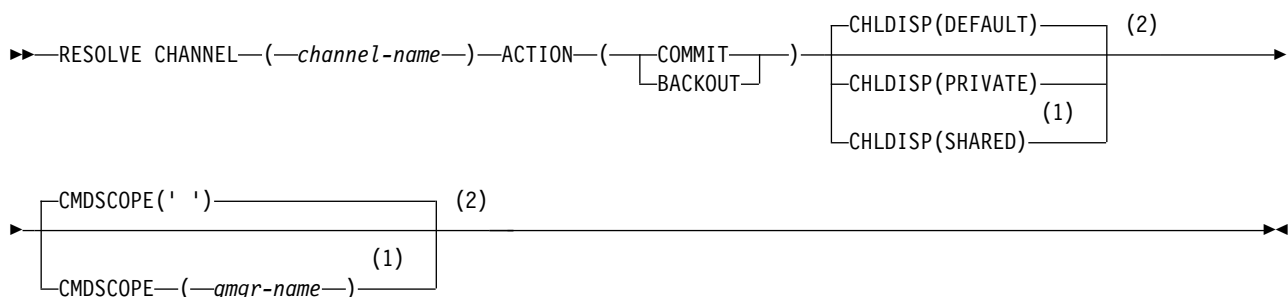 CHLDISP(DEFAULT) (2)
RESOLVE CHANNEL ( channel-name ) ACTION ( COMMIT )
BACKOUT
CHLDISP(PRIVATE)
(1)
CHLDISP(SHARED)
CMDSCOPE(' ') (2)
(1)
CMDSCOPE ( qmgr-name )